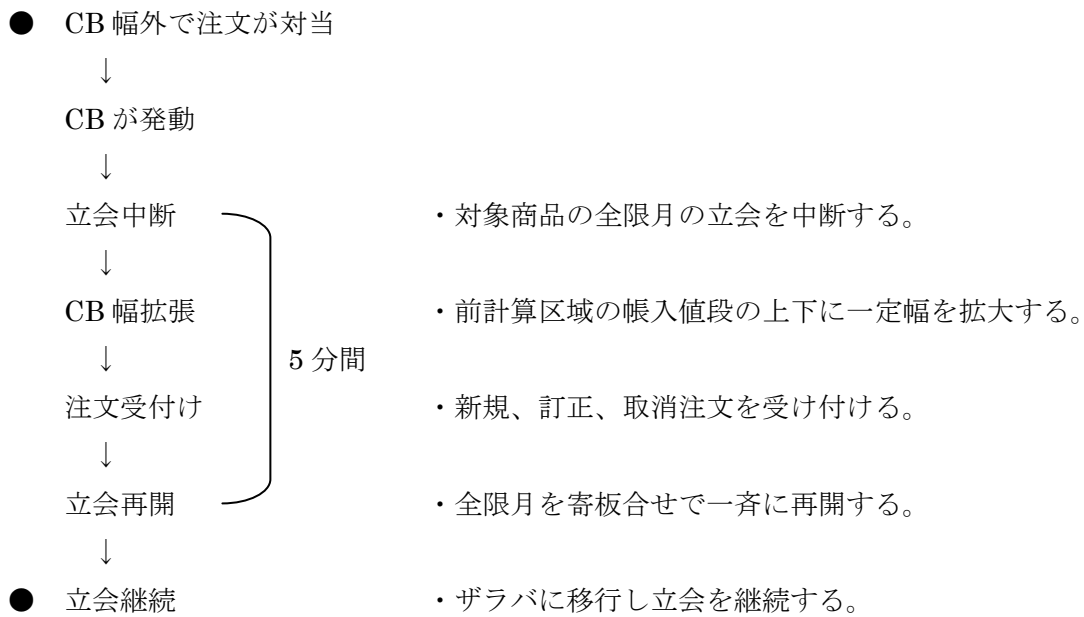 ● CB 幅外で注文が対当
↓
CB が発動
↓
立会中断 ・対象商品の全限月の立会を中断する。
↓
CB 幅拡張 ・前計算区域の帳入値段の上下に一定幅を拡大する。
↓ 5 分間
注文受付け ・新規、訂正、取消注文を受け付ける。
↓
立会再開 ・全限月を寄板合せで一斉に再開する。
↓
● 立会継続 ・ザラバに移行し立会を継続する。